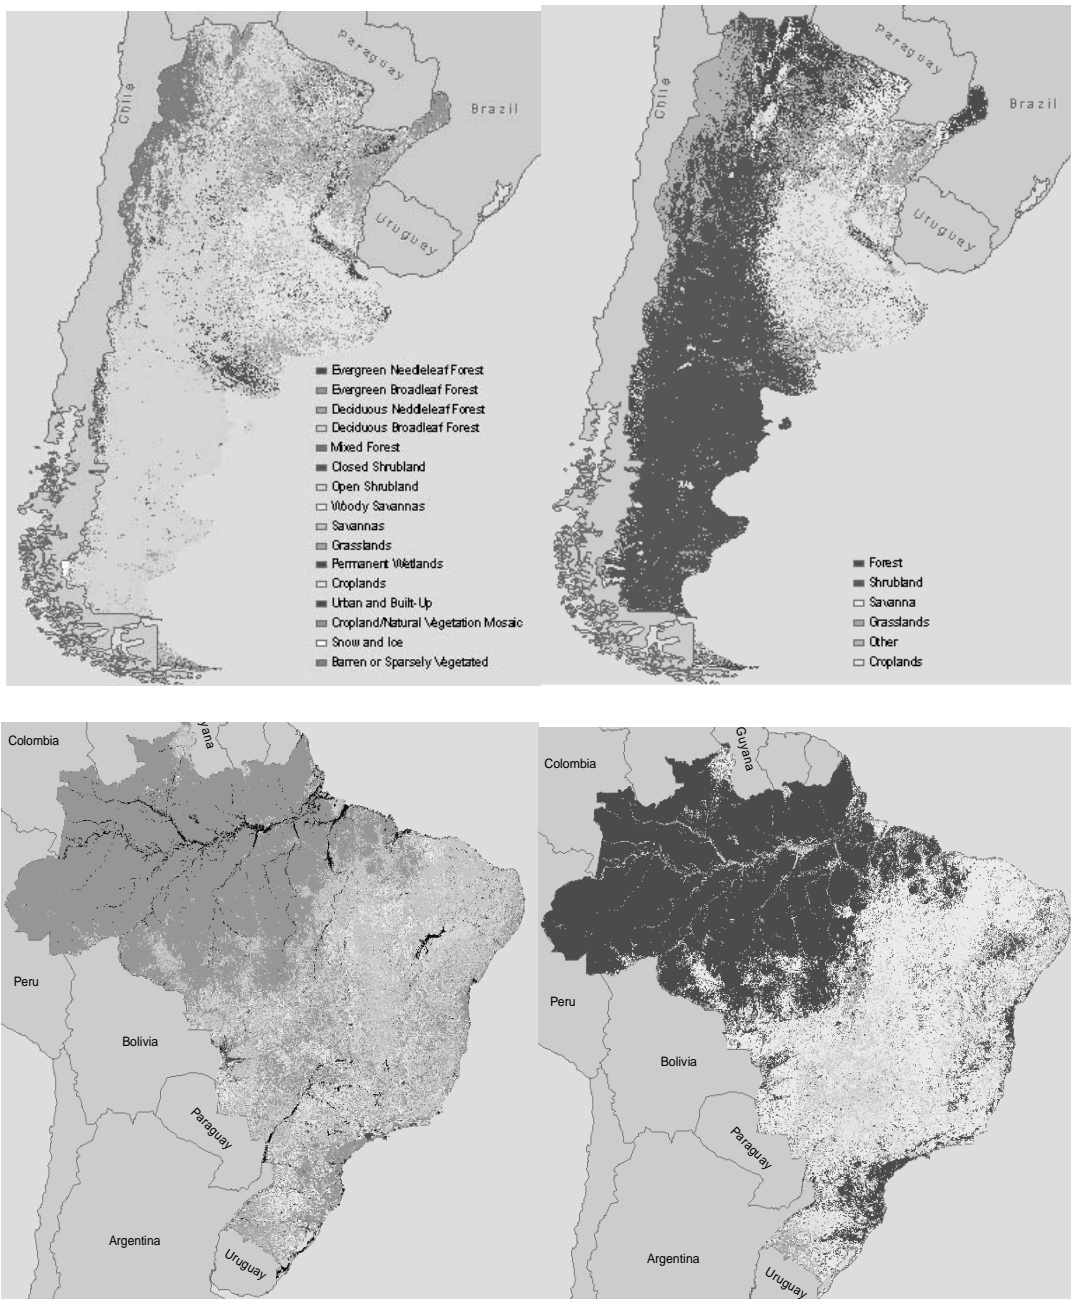 Chile
Paraguay
Brazil
Uruguay
Evergreen Needleleaf Forest
Evergreen Broadleaf Forest
Deciduous Neddleleaf Forest
Deciduous Broadleaf Forest
Mixed Forest
Closed Shrubland
Open Shrubland
Woody Savannas
Savannas
Grasslands
Permanent Wetlands
Croplands
Urban and Built-Up
Cropland/Natural Vegetation Mosaic
Snow and Ice
Barren or Sparsely Vegetated
Chile
Paraguay
Brazil
Uruguay
Forest
Shrubland
Savanna
Grasslands
Other
Croplands
Colombia
yana
Peru
Bolivia
Paraguay
Argentina
Uruguay
Colombia
Guyana
Peru
Bolivia
Paraguay
Argentina
Uruguay